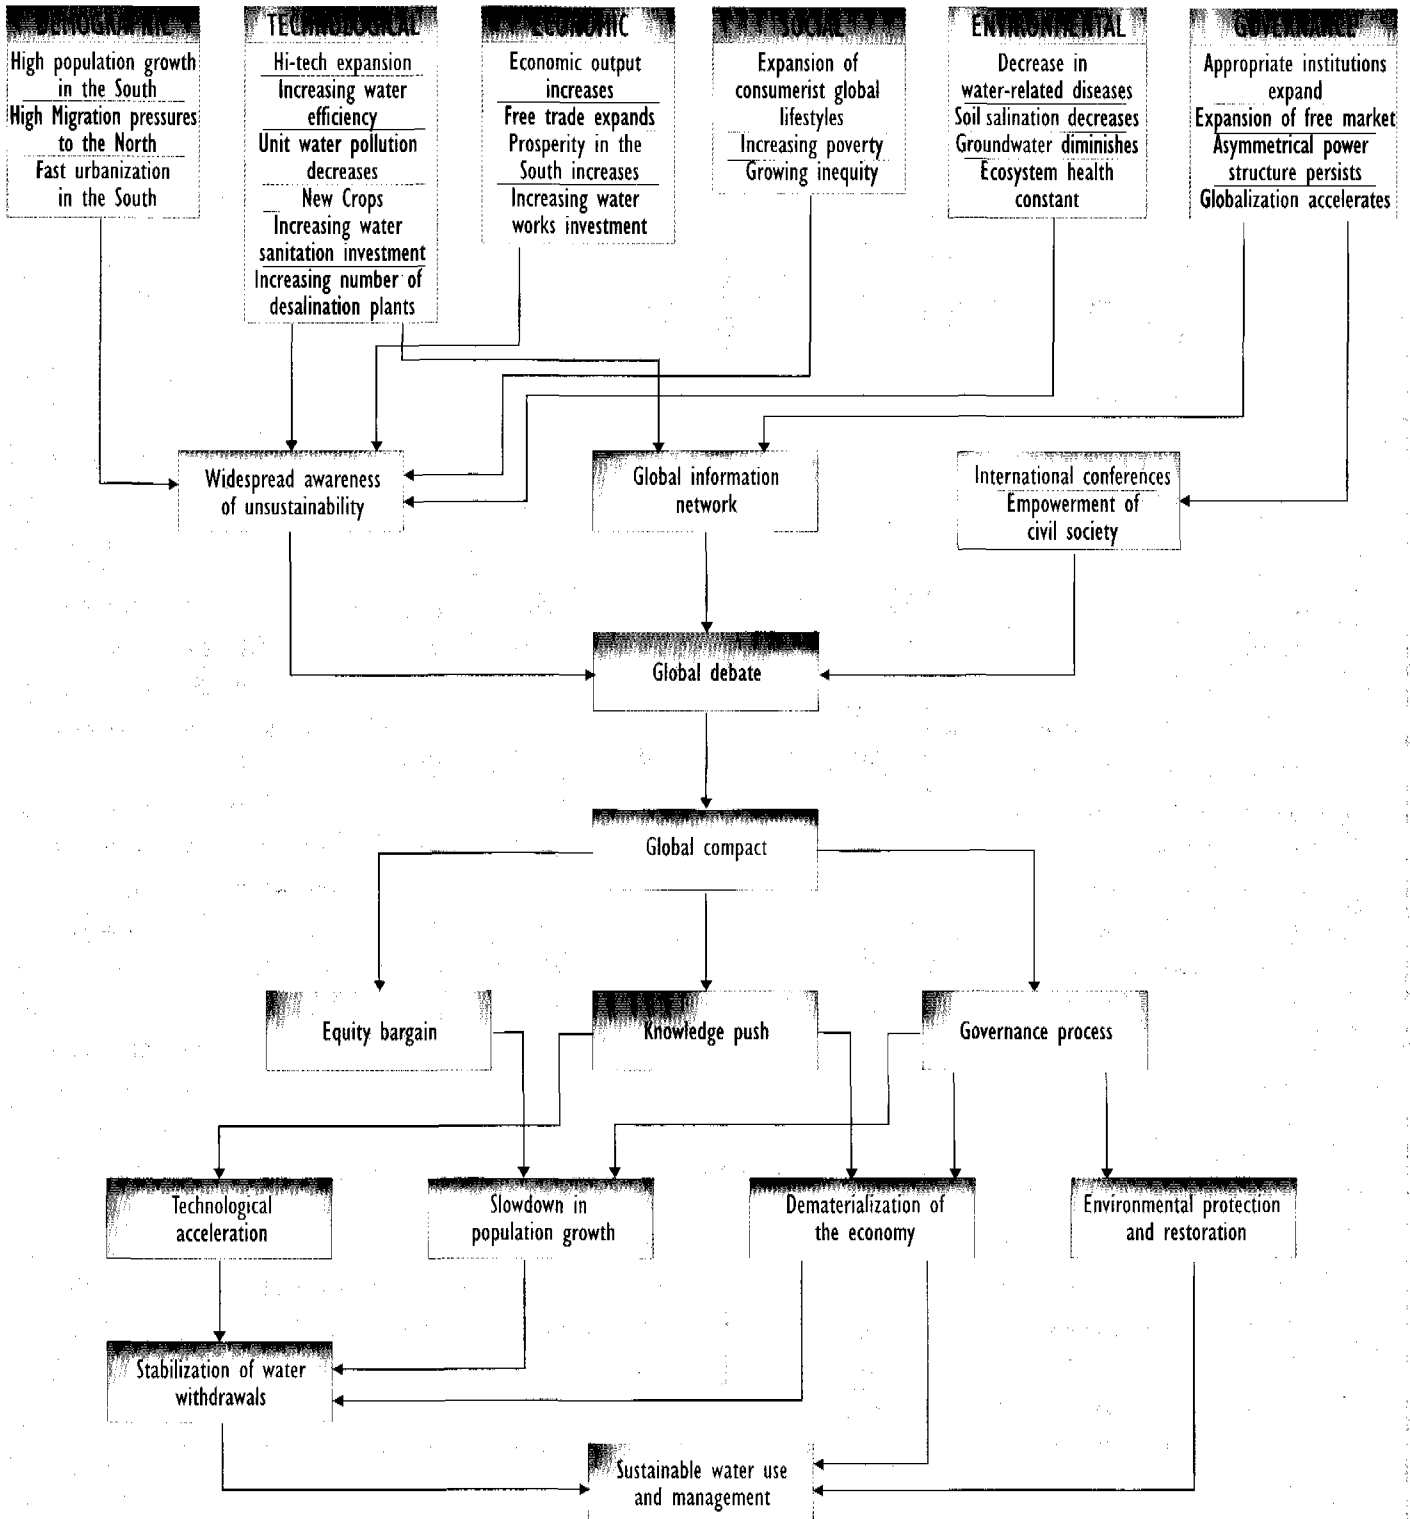 DEMOGRAPHIC
High population growth
in the South
High Migration pressures
to the North
Fast urbanization
in the South
TECHNOLOGICAL
Hi-tech expansion
Increasing water
efficiency
Unit water pollution
decreases
New Crops
Increasing water
sanitation investment
Increasing number of
desalination plants
ECONOMIC
Economic output
increases
Free trade expands
Prosperity in the
South increases
Increasing water
works investment
SOCIAL
Expansion of
consumerist global
lifestyles
Increasing poverty
Growing inequity
ENVIRONMENTAL
Decrease in
water-related diseases
Soil salination decreases
Groundwater diminishes
Ecosystem health
constant
GOVERNANCE
Appropriate institutions
expand
Expansion of free market
Asymmetrical power
structure persists
Globalization accelerates
Widespread awareness
of unsustainability
Global information
network
International conferences
Empowerment of
civil society
Global debate
Global compact
Equity bargain
Knowledge push
Governance process
Technological
acceleration
Slowdown in
population growth
Dematerialization of
the economy
Environmental protection
and restoration
Stabilization of water
withdrawals
Sustainable water use
and management